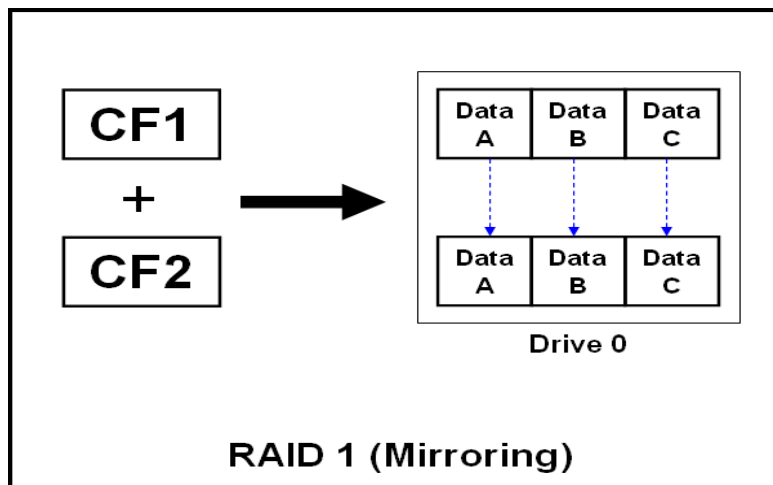 CF1
+
CF2
Data A
Data B
Data C
Data A
Data B
Data C
Drive 0
RAID 1 (Mirroring)